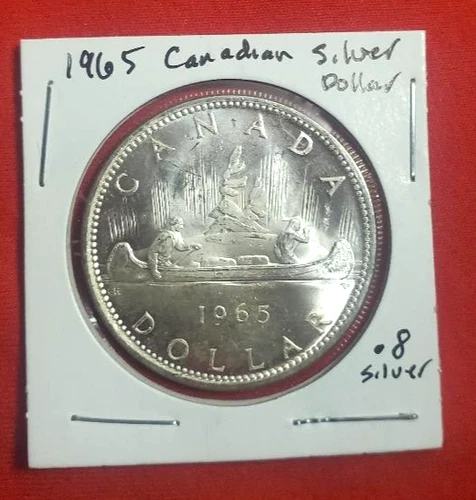 1965 Canadian Silver
Dollar
CANADA
1965
DOLLAR
.8
silver